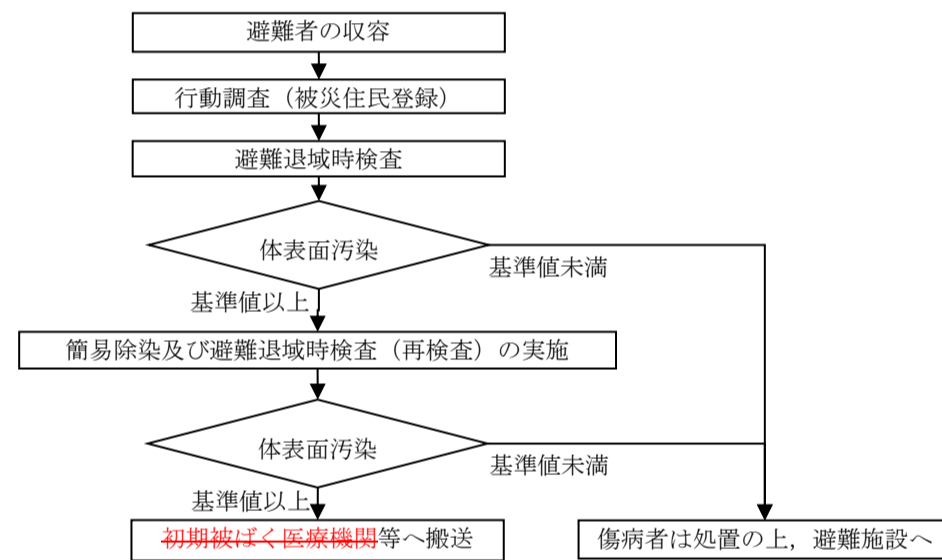 避難者の収容
行動調査（被災住民登録）
避難退域時検査
体表面汚染
基準値未満
基準値以上
簡易除染及び避難退域時検査（再検査）の実施
体表面汚染
基準値未満
基準値以上
初期被ばく医療機関等へ搬送
傷病者は処置の上，避難施設へ